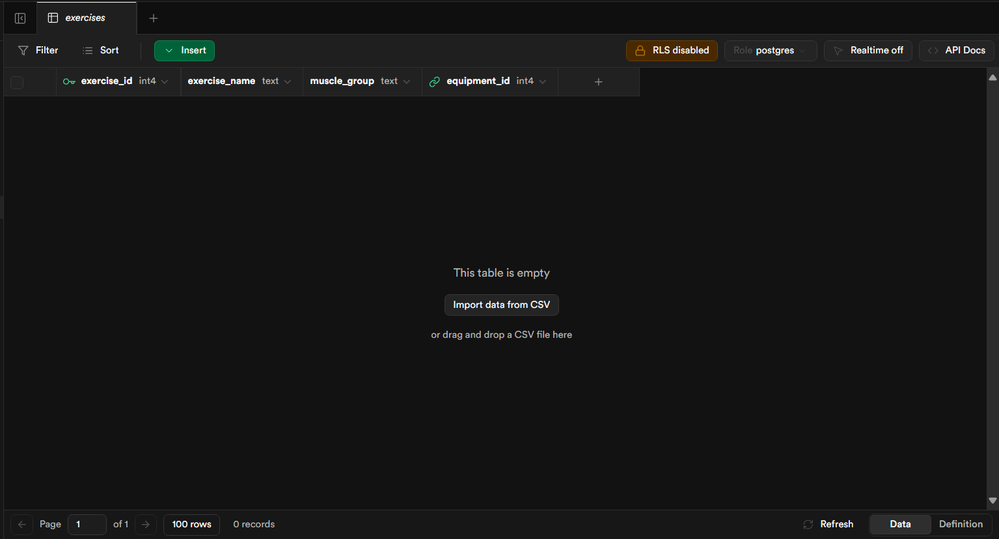 exercises
Filter Sort Insert RLS disabled Role postgres Realtime off API Docs
exercise_id int4 exercise_name text muscle_group text equipment_id int4
This table is empty
Import data from CSV
or drag and drop a CSV file here
Page 1 of 1 100 rows 0 records Refresh Data Definition